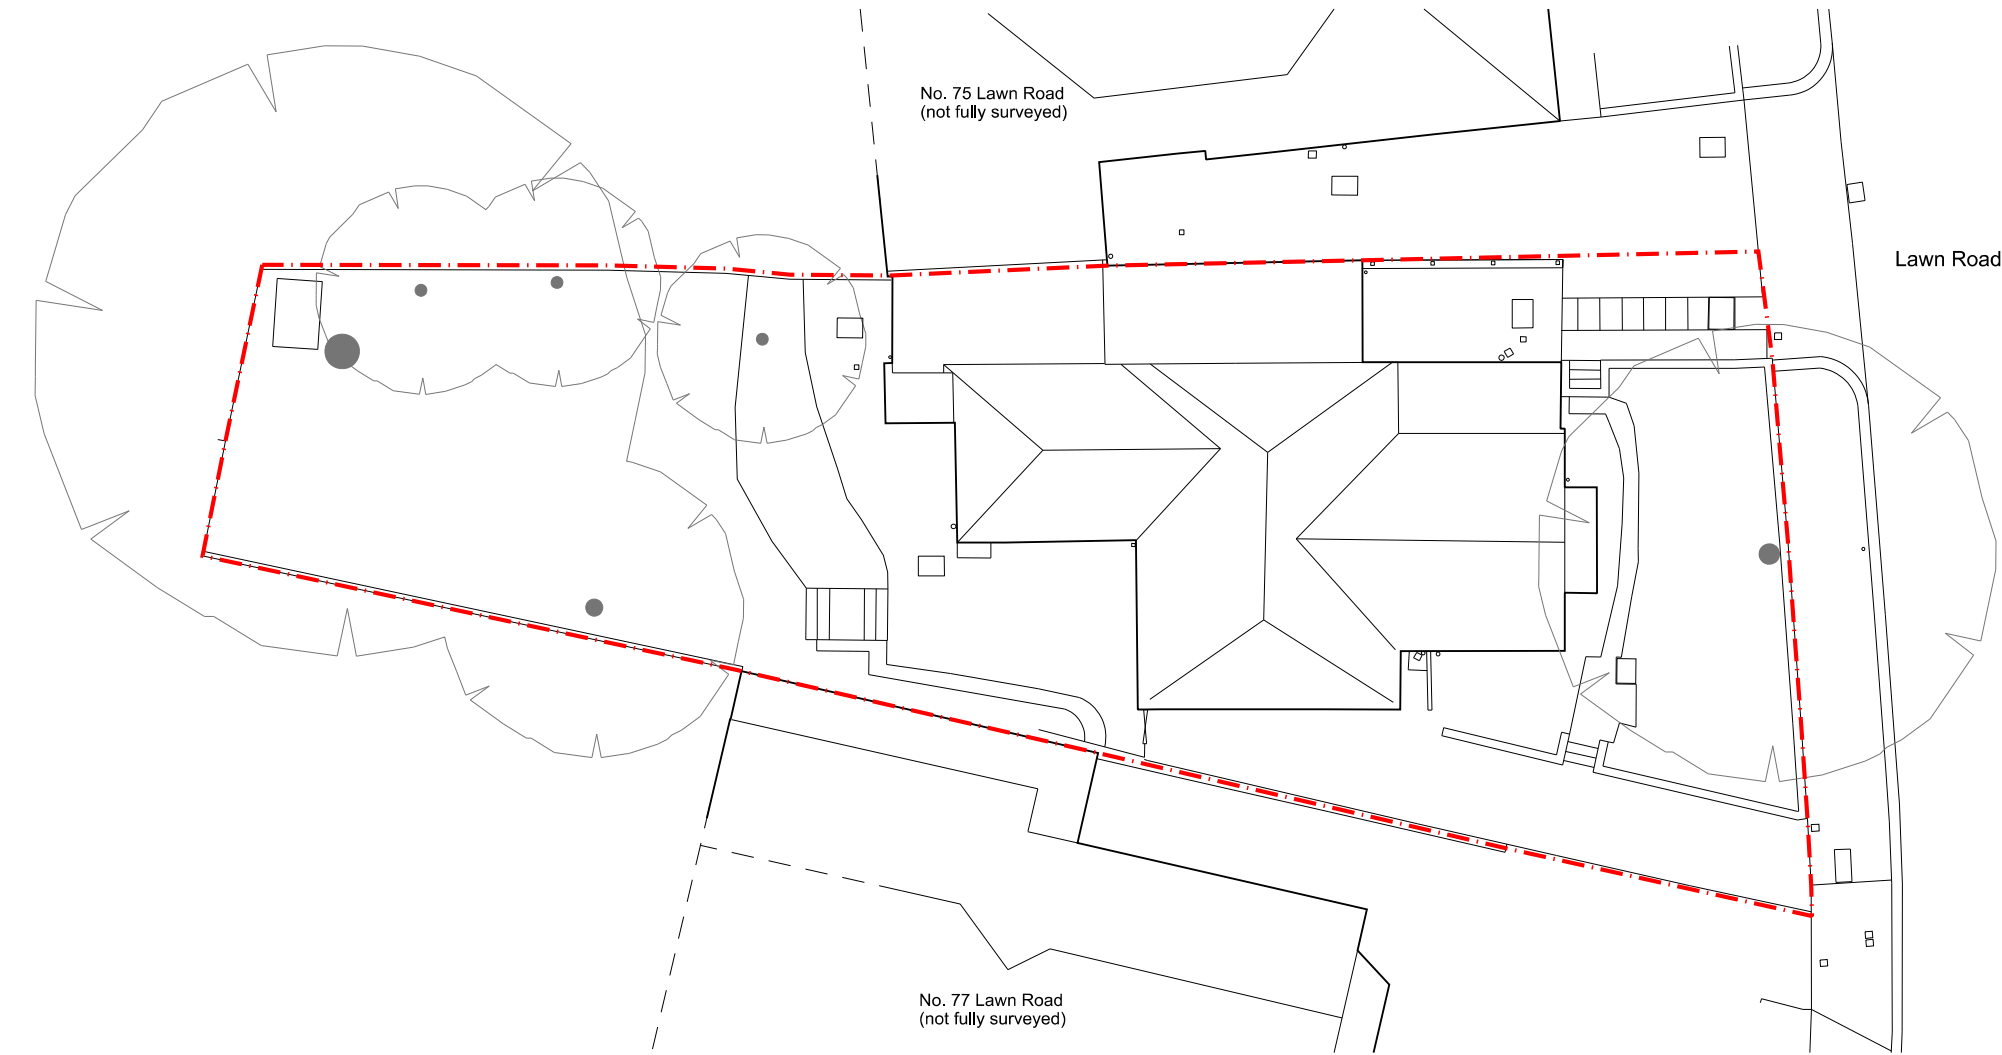 No. 75 Lawn Road
(not fully surveyed)
Lawn Road
No. 77 Lawn Road
(not fully surveyed)